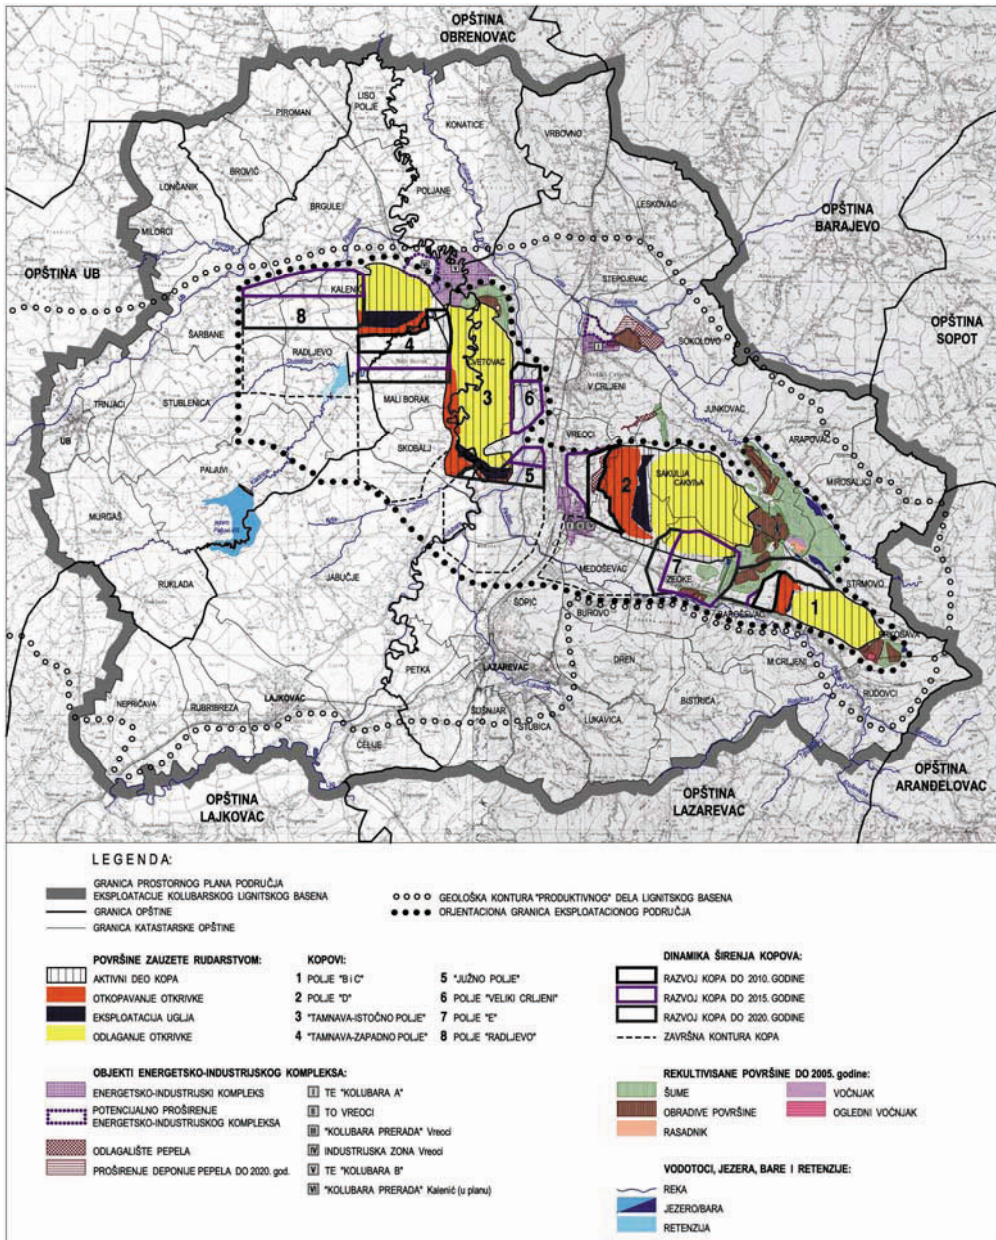 OPŠTINA
OBRENOVAC
LISO
POLJE
PIROMAN
KONATICE
VRBOVNO
BROVIĆ
LONČANIK
POLJANE
BRGULE
LESKOVAC
MILORCI
OPŠTINA
BARAJEVO
OPŠTINA UB
STEPOJEVAC
KALENIĆ
VI
V
8
4
ŠARBANE
RADLJEVO
I
SOKOLOVO
OPŠTINA
SOPOT
CVETOVAC
3
6
V.CRLJENI
TRNJACI
STUBLENICA
MALI BORAK
JUNKOVAC
UB
SKOBALJ
VREOCI
ARAPOVAC
PALJUVI
5
2
SAKULJA
САКУЉА
MIROSALJCI
MURGAŠ
7
ZEOKE
RUKLADA
JABUČJE
MEDOŠEVAC
STRMOVO
ŠOPIĆ
BUROVO
BAROŠEVAC
1
PRKOSAVA
PETKA
LAZAREVAC
DREN
M.CRLJENI
RUDOVCI
NEPRIČAVA
RUBRIBREZA
LAJKOVAC
ŠUŠNJAR
STUBICA
LUKAVICA
BISTRICA
ĆELIJE
OPŠTINA
LAJKOVAC
OPŠTINA
LAZAREVAC
OPŠTINA
ARANĐELOVAC
LEGENDA:
GRANICA PROSTORNOG PLANA PODRUČJA
EKSPLOATACIJE KOLUBARSKOG LIGNITSKOG BASENA
GRANICA OPŠTINE
GRANICA KATASTARSKE OPŠTINE
GEOLOŠKA KONTURA "PRODUKTIVNOG" DELA LIGNITSKOG BASENA
ORJENTACIONA GRANICA EKSPLOATACIONOG PODRUČJA
POVRŠINE ZAUZETE RUDARSTVOM:
AKTIVNI DEO KOPA
OTKOPAVANJE OTKRIVKE
EKSPLOATACIJA UGLJA
ODLAGANJE OTKRIVKE
KOPOVI:
1 POLJE "B i C"
2 POLJE "D"
3 "TAMNAVA-ISTOČNO POLJE"
4 "TAMNAVA-ZAPADNO POLJE"
5 "JUŽNO POLJE"
6 POLJE "VELIKI CRLJENI"
7 POLJE "E"
8 POLJE "RADLJEVO"
DINAMIKA ŠIRENJA KOPOVA:
RAZVOJ KOPA DO 2010. GODINE
RAZVOJ KOPA DO 2015. GODINE
RAZVOJ KOPA DO 2020. GODINE
ZAVRŠNA KONTURA KOPA
OBJEKTI ENERGETSKO-INDUSTRIJSKOG KOMPLEKSA:
ENERGETSKO-INDUSTRIJSKI KOMPLEKS
POTENCIJALNO PROŠIRENJE
ENERGETSKO-INDUSTRIJSKOG KOMPLEKSA
ODLAGALIŠTE PEPELA
PROŠIRENJE DEPONIJE PEPELA DO 2020. god.
I TE "KOLUBARA A"
II TO VREOCI
III "KOLUBARA PRERADA" Vreoci
IV INDUSTRIJSKA ZONA Vreoci
V TE "KOLUBARA B"
VI "KOLUBARA PRERADA" Kalenić (u planu)
REKULTIVISANE POVRŠINE DO 2005. godine:
ŠUME
OBRADIVE POVRŠINE
RASADNIK
VOĆNJAK
OGLEDNI VOĆNJAK
VODOTOCI, JEZERA, BARE I RETENZIJE:
REKA
JEZERO/BARA
RETENZIJA